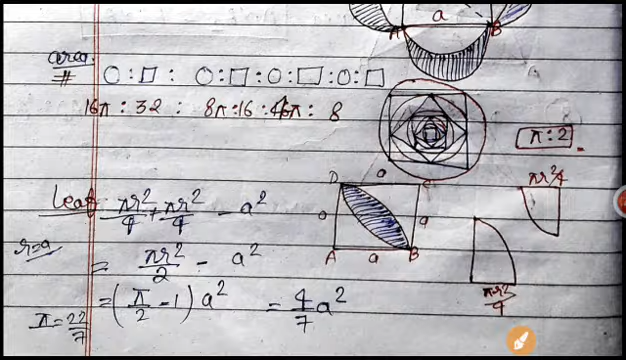 A a B
area
# ○:□ : ○:□:○:□:○:□
16π : 32 : 8π:16 : 4π : 8
π:2
D a C
πr²/4
Leaf πr²/4 + πr²/4 - a²
a a
r=a
A a B
= πr²/2 - a²
πr²/4
= (π/2 - 1) a² = 4/7 a²
π = 22/7